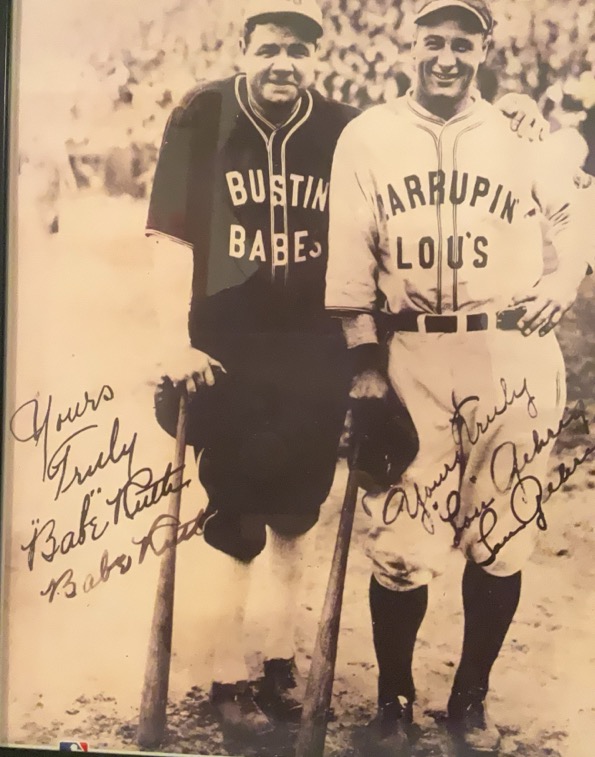 BUSTIN
BABES
LARRUPIN'
LOU'S
Yours
Truly
"Babe" Ruth
Babe Ruth
Yours Truly
"Lou" Gehrig
Lou Gehrig